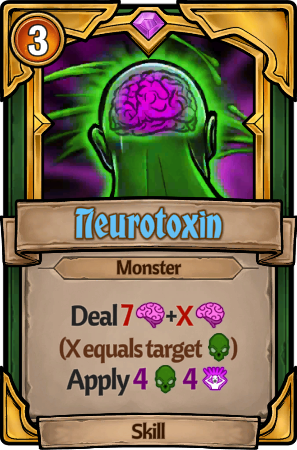 3
Neurotoxin
Monster
Deal 7 +X
(X equals target )
Apply 4 4
Skill